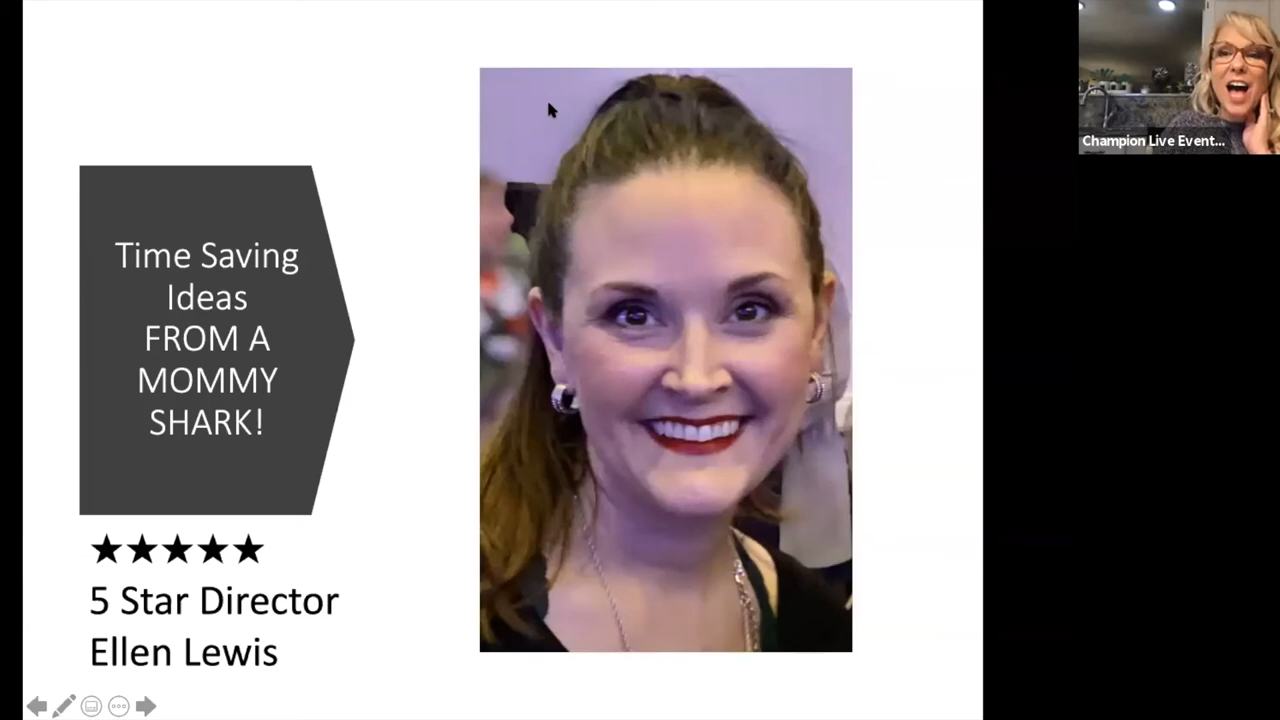 Time Saving
Ideas
FROM A
MOMMY
SHARK!
★★★★★
5 Star Director
Ellen Lewis
Champion Live Event...